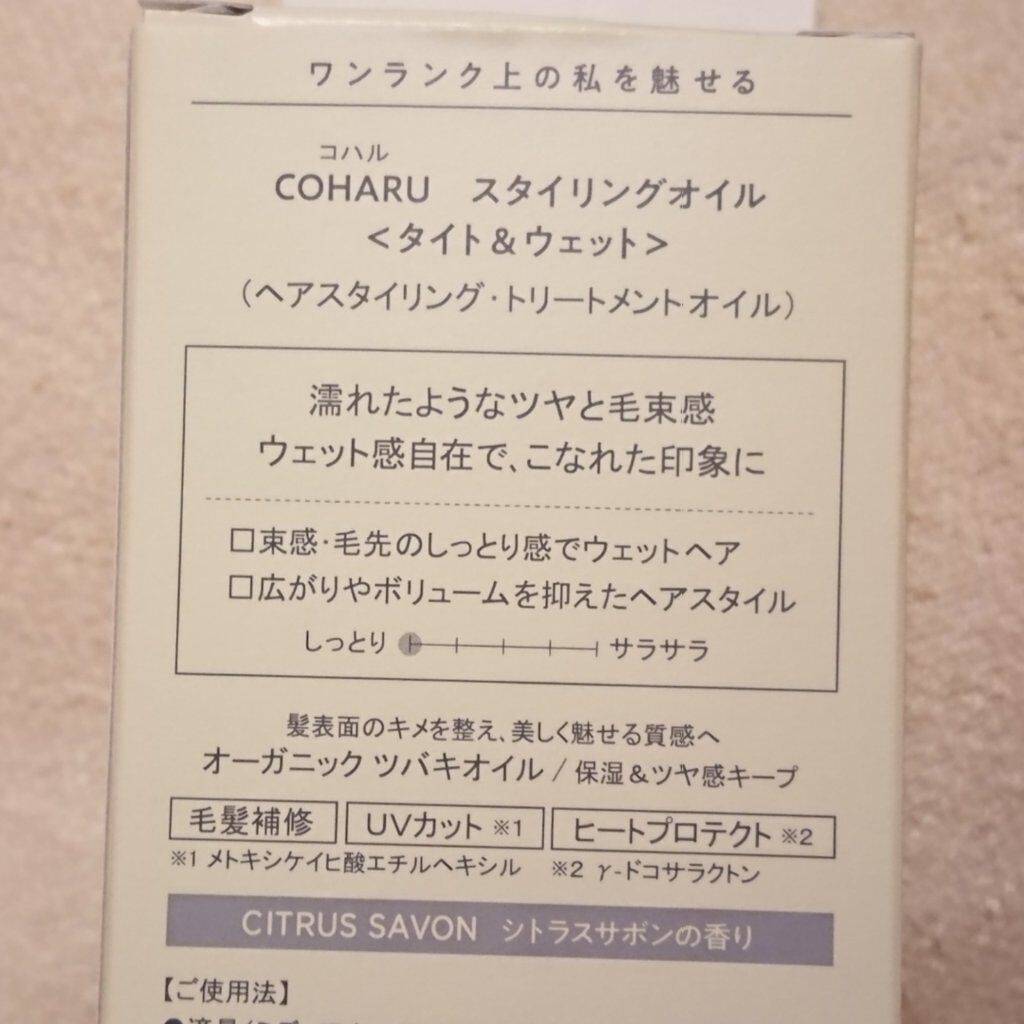 ワンランク上の私を魅せる
コハル
COHARU スタイリングオイル
<タイト&ウェット>
(ヘアスタイリング・トリートメントオイル)
濡れたようなツヤと毛束感
ウェット感自在で、こなれた印象に
□束感・毛先のしっとり感でウェットヘア
□広がりやボリュームを抑えたヘアスタイル
しっとり サラサラ
髪表面のキメを整え、美しく魅せる質感へ
オーガニック ツバキオイル / 保湿&ツヤ感キープ
毛髪補修 UVカット ※1 ヒートプロテクト ※2
※1 メトキシケイヒ酸エチルヘキシル ※2 γ-ドコサラクトン
CITRUS SAVON シトラスサボンの香り
【ご使用法】